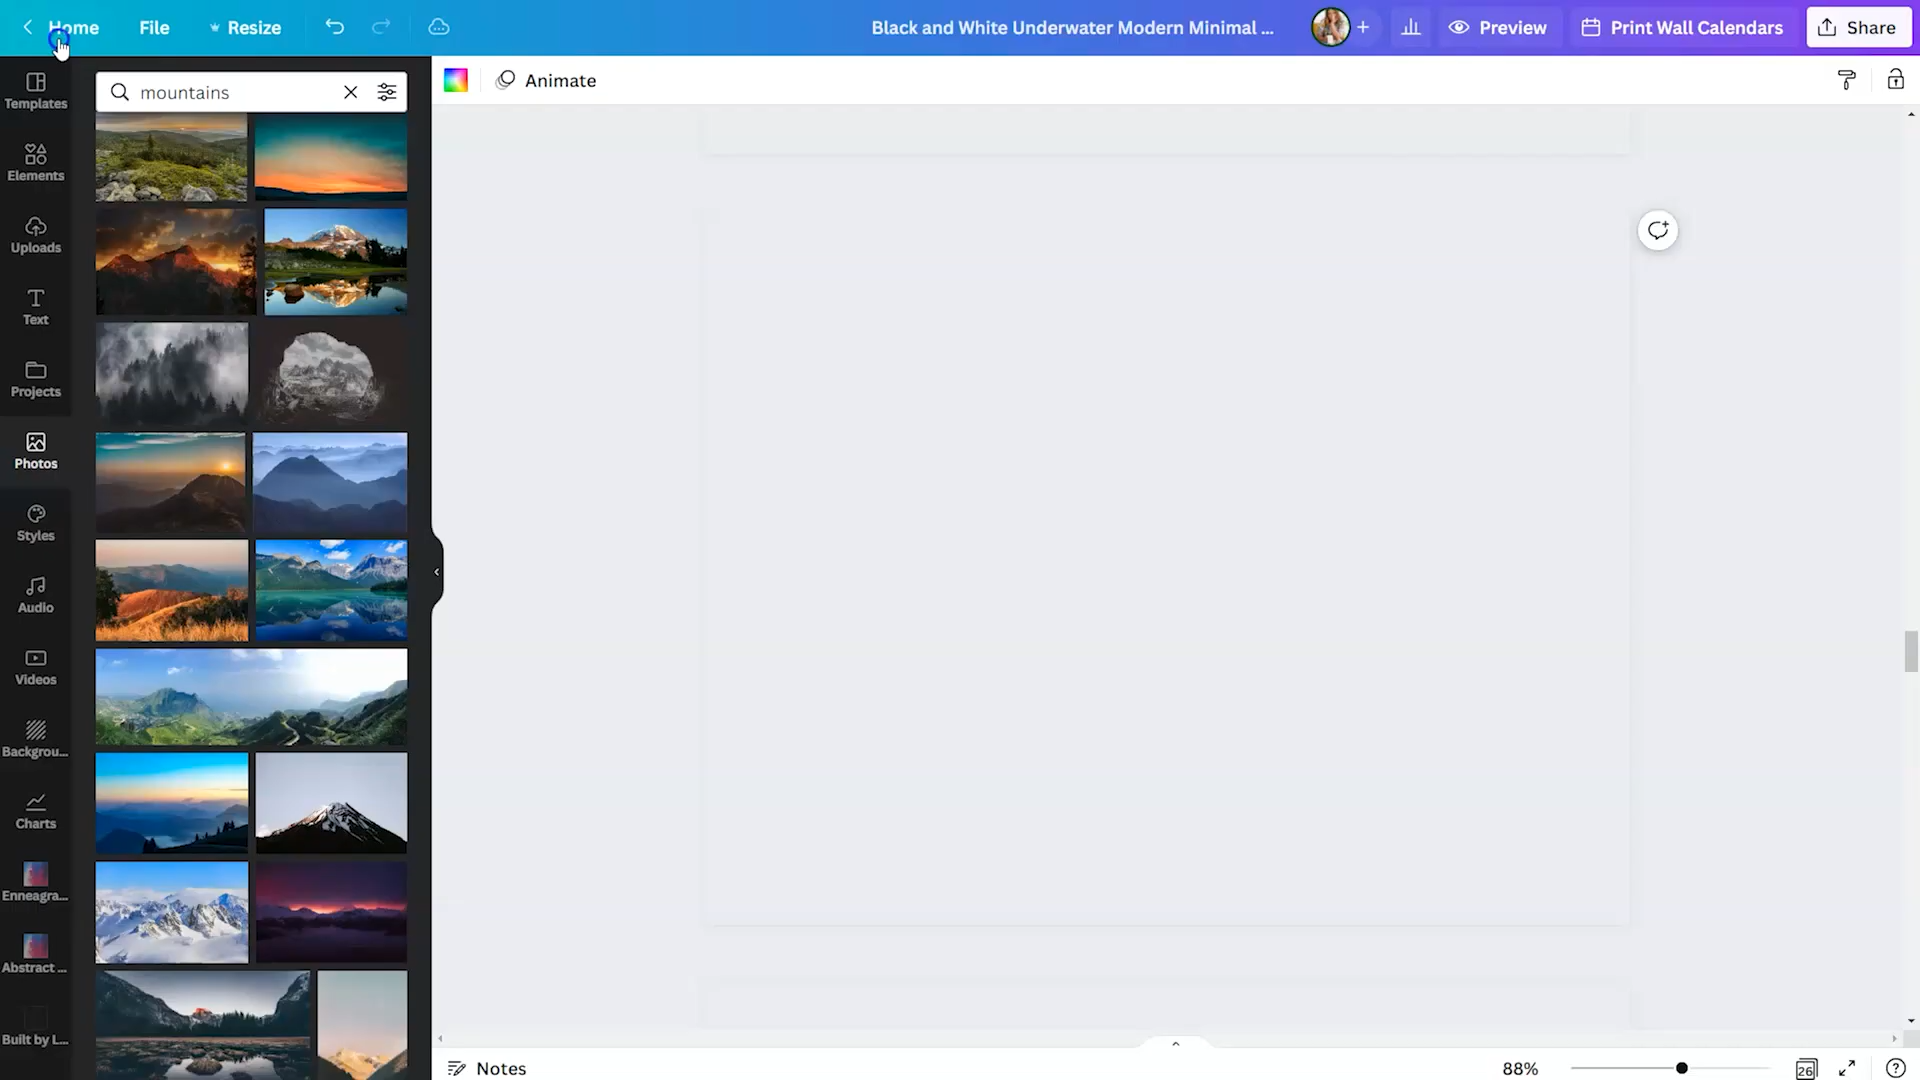 Home File Resize
Black and White Underwater Modern Minimal ...
+ Preview Print Wall Calendars Share
mountains
Animate
Templates
Elements
Uploads
Text
Projects
Photos
Styles
Audio
Videos
Backgrou...
Charts
Enneagra...
Abstract ...
Built by L...
Notes
88%
26
?